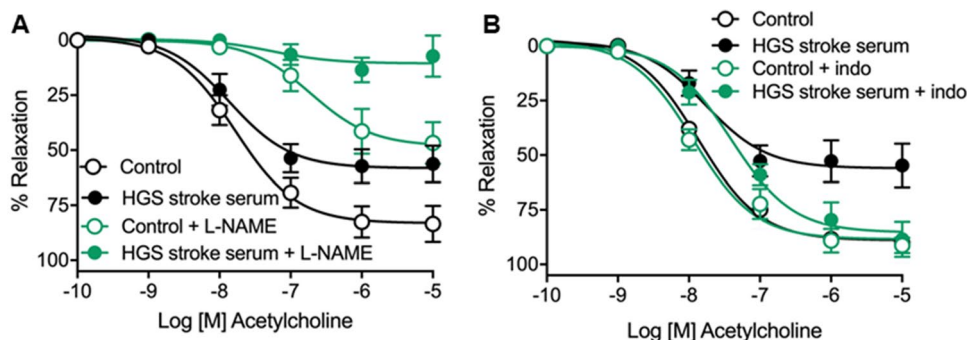 A
0
25
50
75
100
% Relaxation
Control
HGS stroke serum
Control + L-NAME
HGS stroke serum + L-NAME
-10 -9 -8 -7 -6 -5
Log [M] Acetylcholine
B
Control
HGS stroke serum
Control + indo
HGS stroke serum + indo
0
25
50
75
100
% Relaxation
-10 -9 -8 -7 -6 -5
Log [M] Acetylcholine